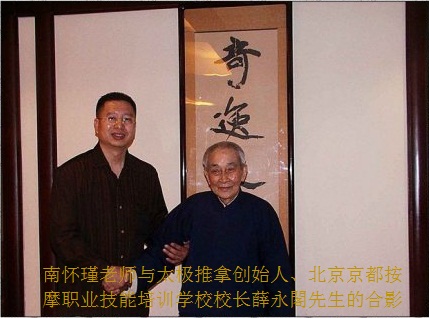 奇逸
南怀瑾老师与太极推拿创始人、北京京都按
摩职业技能培训学校校长薛永阁先生的合影